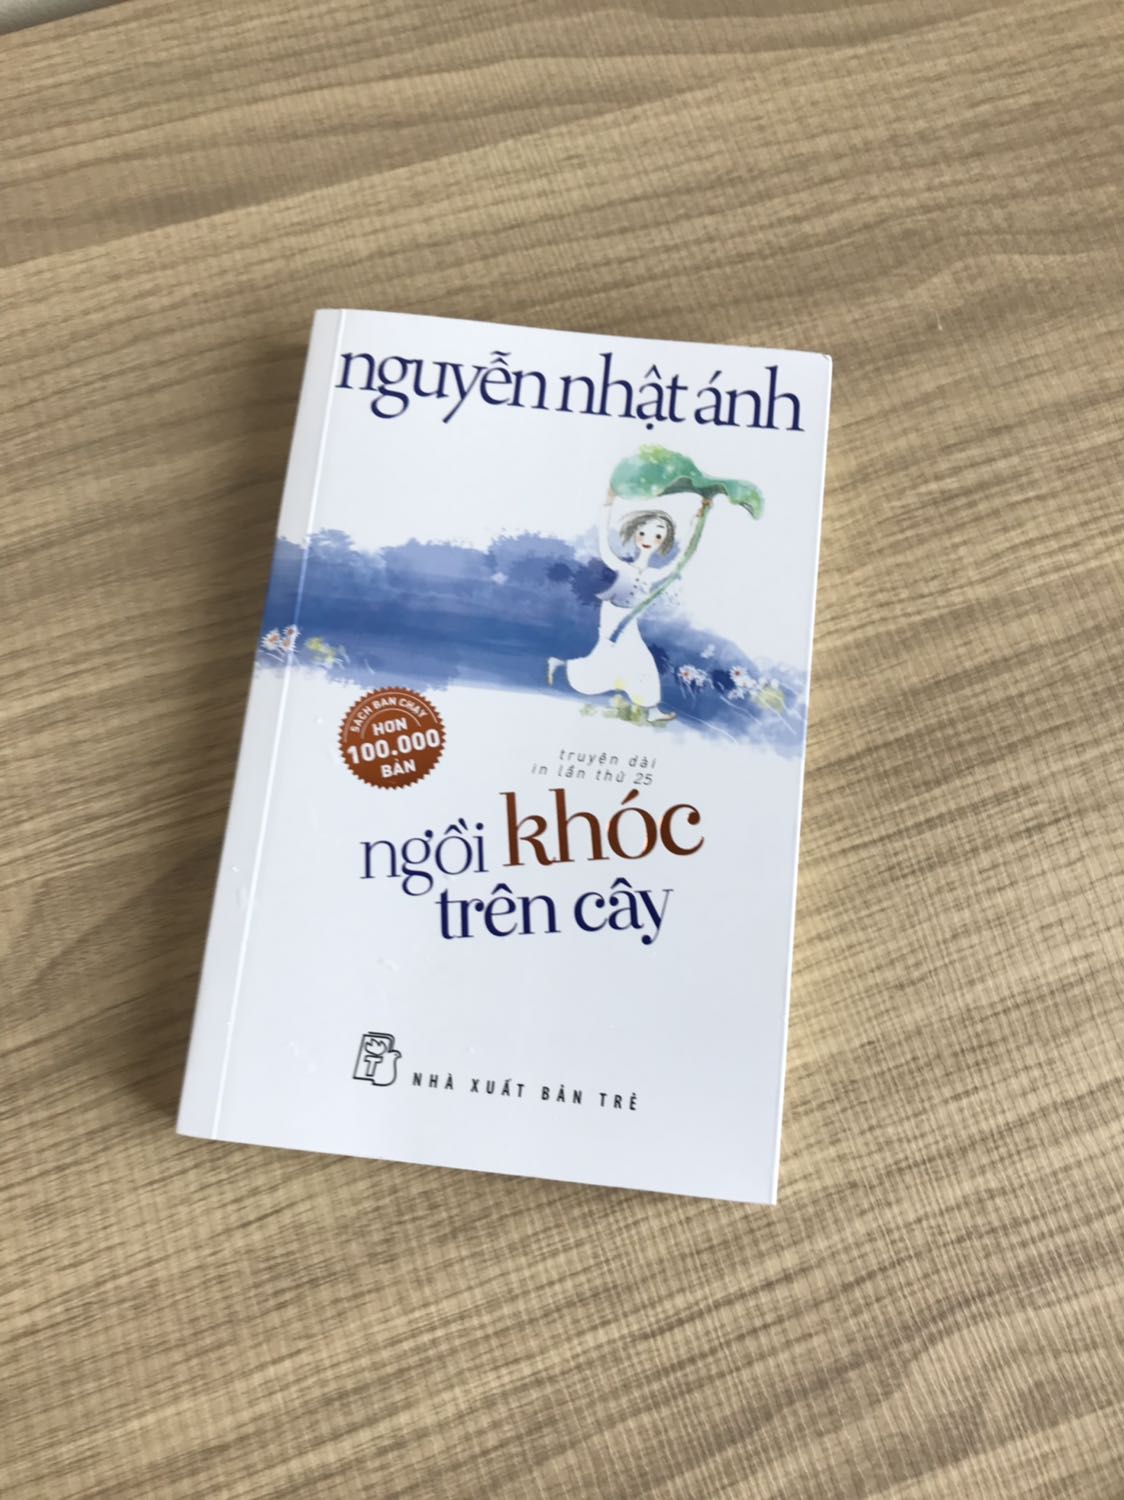 nguyễn nhật ánh
SÁCH BÁN CHẠY
HƠN
100.000
BẢN
truyện dài
in lần thứ 25
ngồi khóc
trên cây
T
NHÀ XUẤT BẢN TRẺ